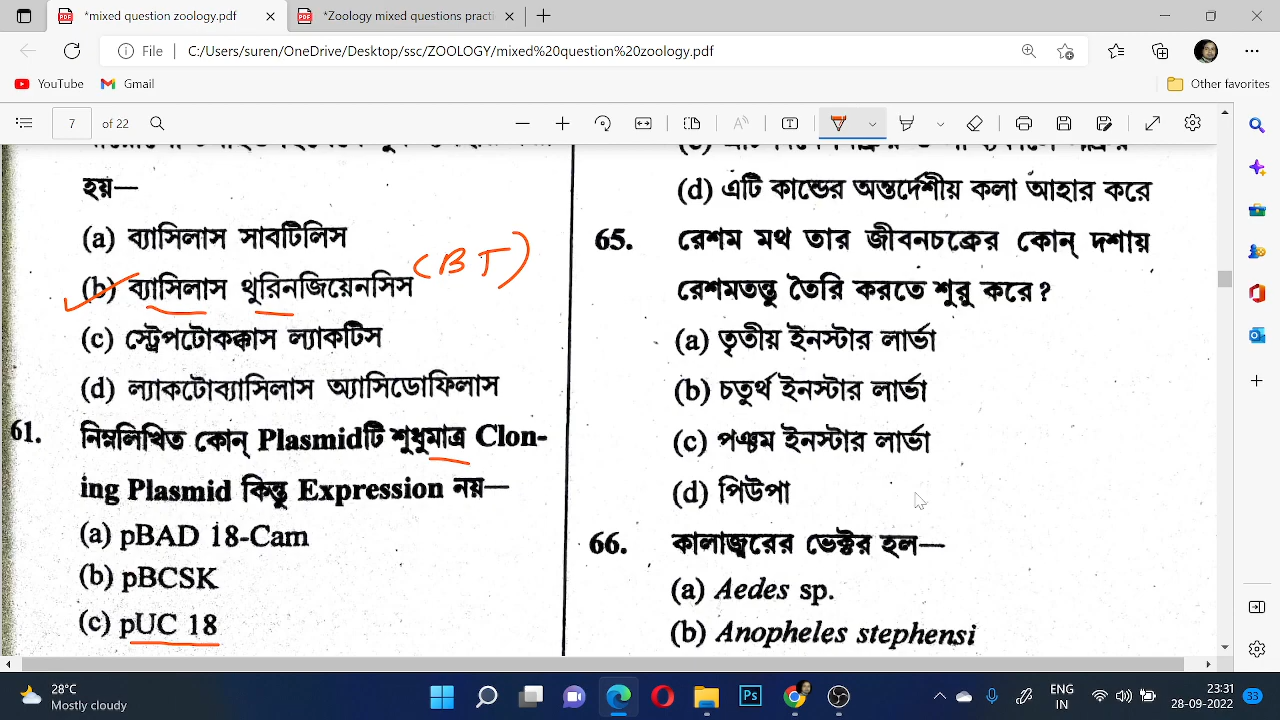 *mixed question zoology.pdf
*Zoology mixed questions practi
File C:/Users/suren/OneDrive/Desktop/ssc/ZOOLOGY/mixed%20question%20zoology.pdf
YouTube Gmail Other favorites
7 of 22
হয়—
(a) ব্যাসিলাস সাবটিলিস
(b) ব্যাসিলাস থুরিনজিয়েনসিস (BT)
(c) স্ট্রেপটোকক্কাস ল্যাকটিস
(d) ল্যাকটোব্যাসিলাস অ্যাসিডোফিলাস
61. নিম্নলিখিত কোন্ Plasmidটি শুধুমাত্র Clon-
ing Plasmid কিন্তু Expression নয়—
(a) pBAD 18-Cam
(b) pBCSK
(c) pUC 18
(d) এটি কান্ডের অন্তর্দেশীয় কলা আহার করে
65. রেশম মথ তার জীবনচক্রের কোন্ দশায়
রেশমতন্তু তৈরি করতে শুরু করে?
(a) তৃতীয় ইনস্টার লার্ভা
(b) চতুর্থ ইনস্টার লার্ভা
(c) পঞ্চম ইনস্টার লার্ভা
(d) পিউপা
66. কালাজ্বরের ভেক্টর হল—
(a) Aedes sp.
(b) Anopheles stephensi
28°C
Mostly cloudy
ENG
IN
23:31
28-09-2022
33